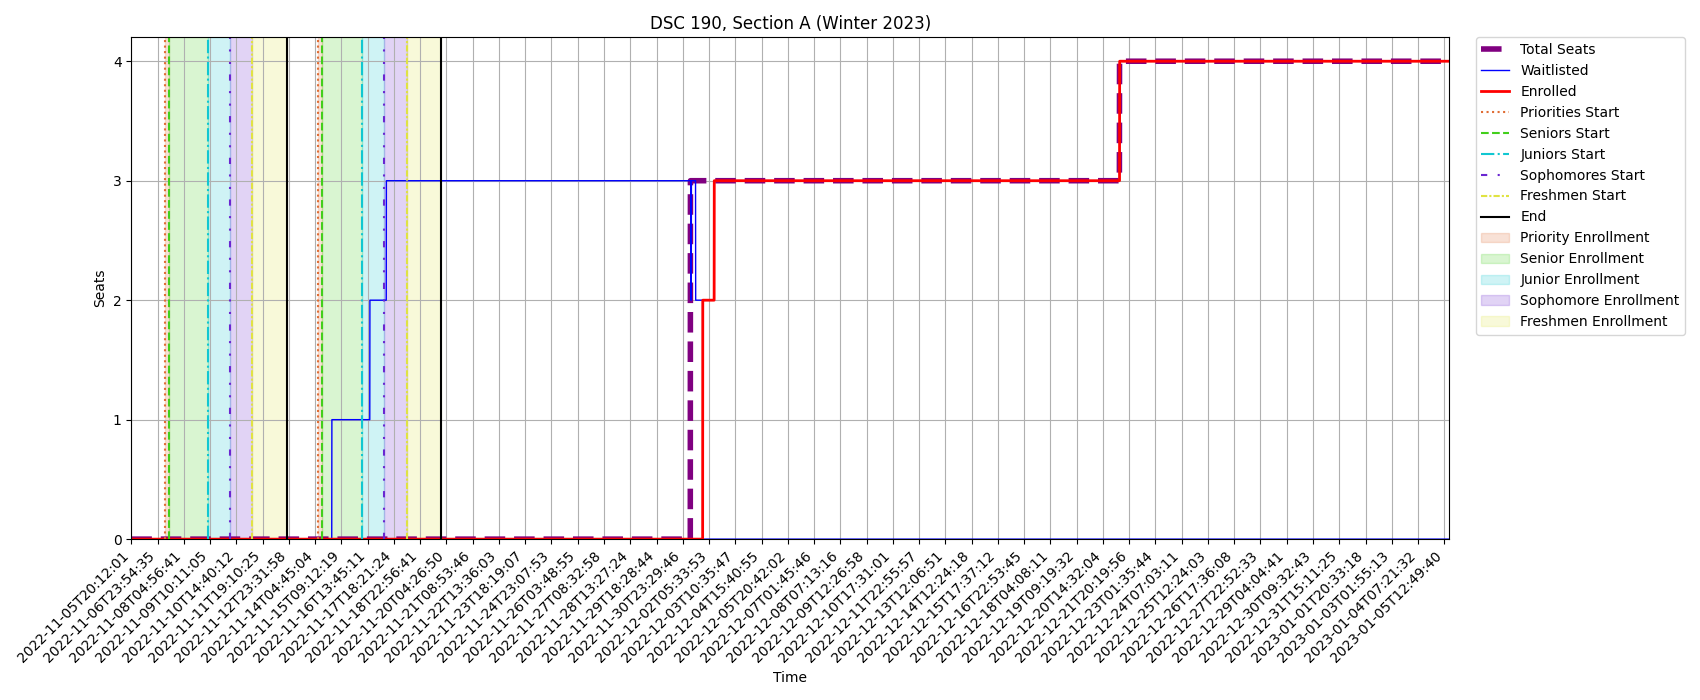 DSC 190, Section A (Winter 2023)
Total Seats
Waitlisted
Enrolled
Priorities Start
Seniors Start
Juniors Start
Sophomores Start
Freshmen Start
End
Priority Enrollment
Senior Enrollment
Junior Enrollment
Sophomore Enrollment
Freshmen Enrollment
Seats
4
3
2
1
0
2022-11-05T20:12:01
2022-11-06T23:54:35
2022-11-08T04:56:41
2022-11-09T10:11:05
2022-11-10T14:40:12
2022-11-11T19:10:25
2022-11-12T23:31:58
2022-11-14T04:45:04
2022-11-15T09:12:19
2022-11-16T13:45:11
2022-11-17T18:21:24
2022-11-18T22:56:41
2022-11-20T04:26:50
2022-11-21T08:53:46
2022-11-22T13:36:03
2022-11-23T18:19:07
2022-11-24T23:07:53
2022-11-26T03:48:55
2022-11-27T08:32:58
2022-11-28T13:27:24
2022-11-29T18:28:44
2022-11-30T23:29:46
2022-12-02T05:33:53
2022-12-03T10:35:47
2022-12-04T15:40:55
2022-12-05T20:42:02
2022-12-07T01:45:46
2022-12-08T07:13:16
2022-12-09T12:26:58
2022-12-10T17:31:01
2022-12-11T22:55:57
2022-12-13T12:06:51
2022-12-14T12:24:18
2022-12-15T17:37:12
2022-12-16T22:53:45
2022-12-18T04:08:11
2022-12-19T09:19:32
2022-12-20T14:32:04
2022-12-21T20:19:56
2022-12-23T01:35:44
2022-12-24T07:03:11
2022-12-25T12:24:03
2022-12-26T17:36:08
2022-12-27T22:52:33
2022-12-29T04:04:41
2022-12-30T09:32:43
2022-12-31T15:11:25
2023-01-01T20:33:18
2023-01-03T01:55:13
2023-01-04T07:21:32
2023-01-05T12:49:40
Time